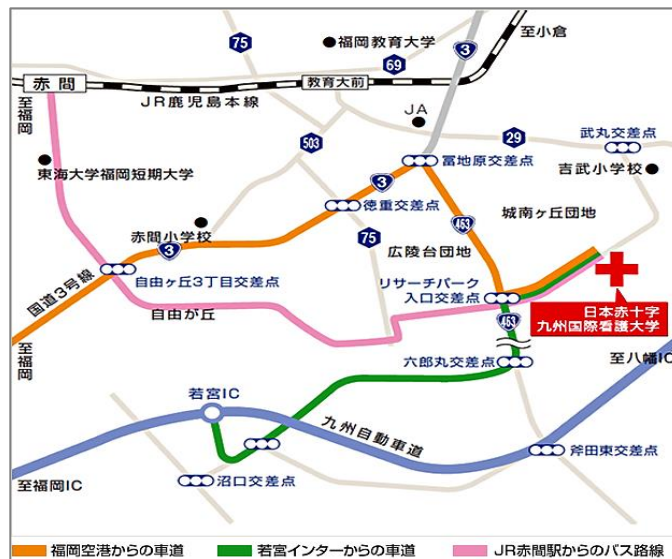 至小倉
75
福岡教育大学
3
69
赤間
教育大前
JR鹿児島本線
至福岡
JA
29
武丸交差点
503
東海大学福岡短期大学
冨地原交差点
吉武小学校
3
徳重交差点
463
城南ヶ丘団地
赤間小学校
75
広陵台団地
3
国道3号線
自由ヶ丘3丁目交差点
リサーチパーク
入口交差点
自由が丘
463
日本赤十字
九州国際看護大学
至福岡
六郎丸交差点
至八幡IC
若宮IC
九州自動車道
斧田東交差点
至福岡IC
沼口交差点
福岡空港からの車道
若宮インターからの車道
JR赤間駅からのバス路線